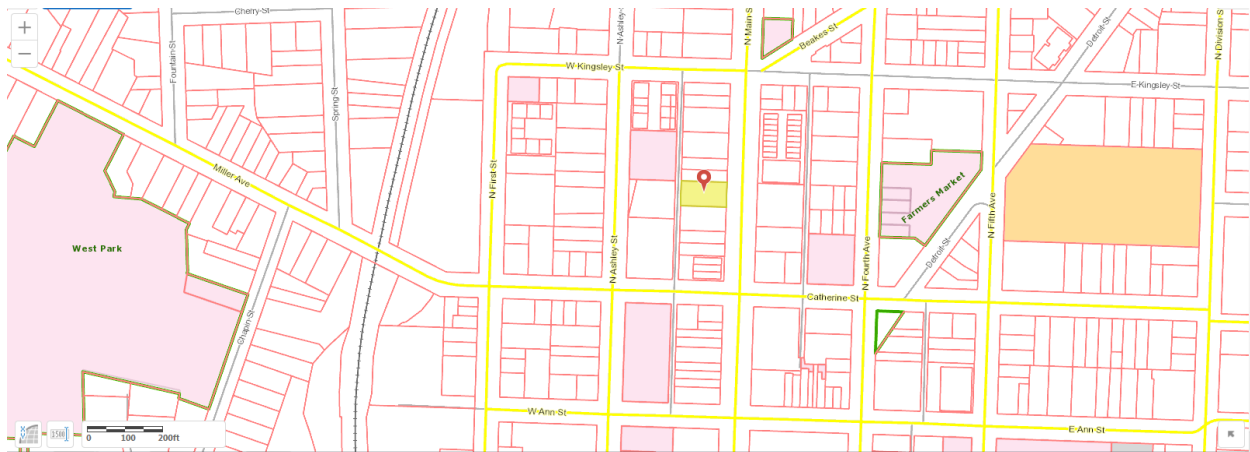 Cherry St
N Ashley S
N Main S
Beakes St
Detroit St
N Division S
Fountain St
Spring St
W Kingsley St
E Kingsley St
Miller Ave
N First St
Farmers Market
N Fifth Ave
West Park
N Ashley St
N Fourth Ave
Detroit St
Catherine St
Chapin St
W Ann St
E Ann St
0 100 200ft